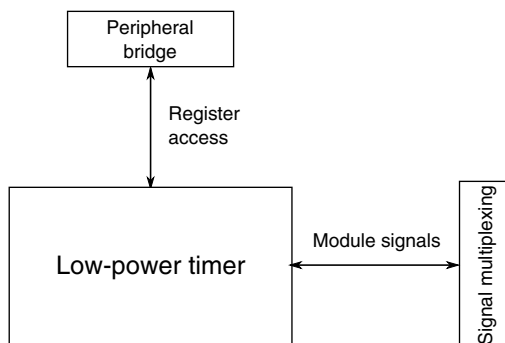 Peripheral
bridge
Register
access
Low-power timer
Module signals
Signal multiplexing